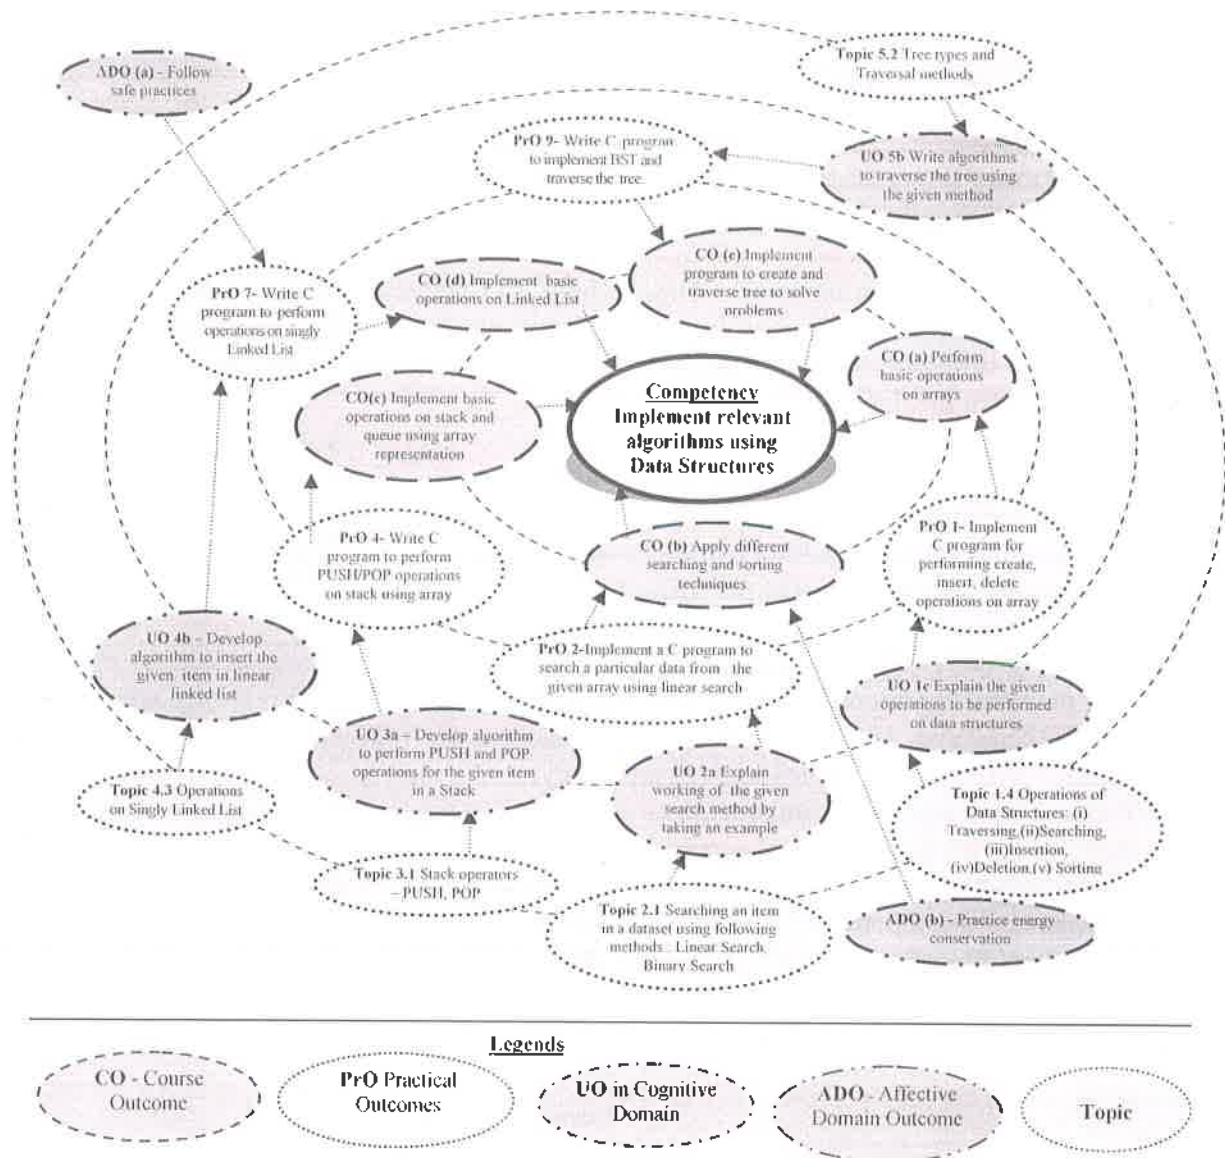 ADO (a) - Follow
safe practices
Topic 5.2 Tree types and
Traversal methods
PrO 9- Write C program
to implement BST and
traverse the tree.
UO 5b Write algorithms
to traverse the tree using
the given method
PrO 7- Write C
program to perform
operations on singly
Linked List
CO (d) Implement basic
operations on Linked List
CO (e) Implement
program to create and
traverse tree to solve
problems
CO (a) Perform
basic operations
on arrays
CO(c) Implement basic
operations on stack and
queue using array
representation
Competency
Implement relevant
algorithms using
Data Structures
PrO 4- Write C
program to perform
PUSH/POP operations
on stack using array
CO (b) Apply different
searching and sorting
techniques
PrO 1- Implement
C program for
performing create,
insert, delete
operations on array
UO 4b – Develop
algorithm to insert the
given item in linear
linked list
PrO 2-Implement a C program to
search a particular data from the
given array using linear search
UO 1c Explain the given
operations to be performed
on data structures
UO 3a – Develop algorithm
to perform PUSH and POP
operations for the given item
in a Stack
UO 2a Explain
working of the given
search method by
taking an example
Topic 4.3 Operations
on Singly Linked List
Topic 1.4 Operations of
Data Structures: (i)
Traversing,(ii)Searching,
(iii)Insertion,
(iv)Deletion,(v) Sorting
Topic 3.1 Stack operators
–PUSH, POP
Topic 2.1 Searching an item
in a dataset using following
methods: Linear Search,
Binary Search
ADO (b) - Practice energy
conservation
Legends
CO - Course
Outcome
PrO Practical
Outcomes
UO in Cognitive
Domain
ADO - Affective
Domain Outcome
Topic